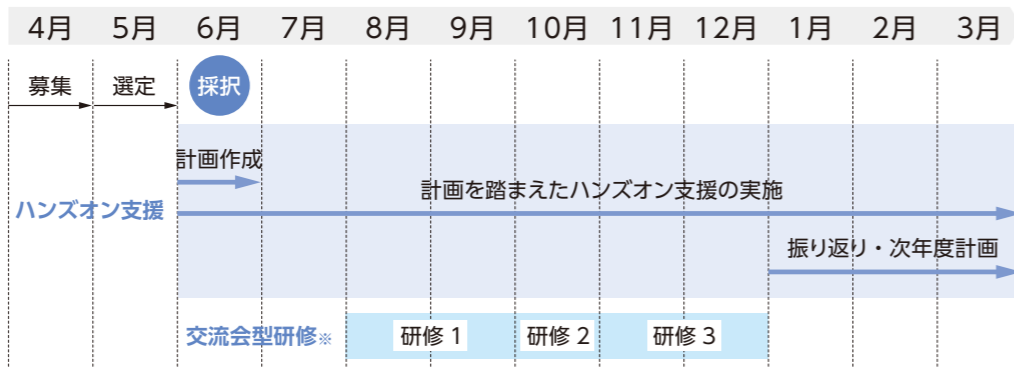 4月 5月 6月 7月 8月 9月 10月 11月 12月 1月 2月 3月
募集 選定 採択
計画作成
計画を踏まえたハンズオン支援の実施
ハンズオン支援
振り返り・次年度計画
交流会型研修※ 研修1 研修2 研修3